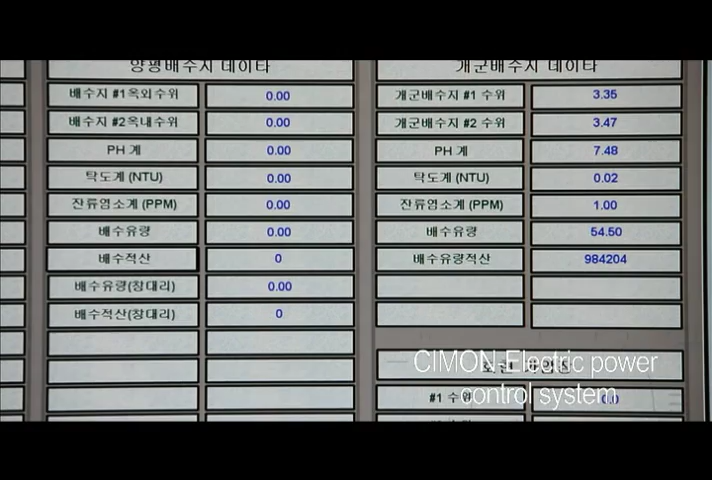 양평배수지 데이타
배수지 #1옥외수위 0.00
배수지 #2옥내수위 0.00
PH 계 0.00
탁도계 (NTU) 0.00
잔류염소계 (PPM) 0.00
배수유량 0.00
배수적산 0
배수유량(창대리) 0.00
배수적산(창대리) 0
개군배수지 데이타
개군배수지 #1 수위 3.35
개군배수지 #2 수위 3.47
PH 계 7.48
탁도계 (NTU) 0.02
잔류염소계 (PPM) 1.00
배수유량 54.50
배수유량적산 984204
CIMON-Electric power
control system
#1 수위 0.0